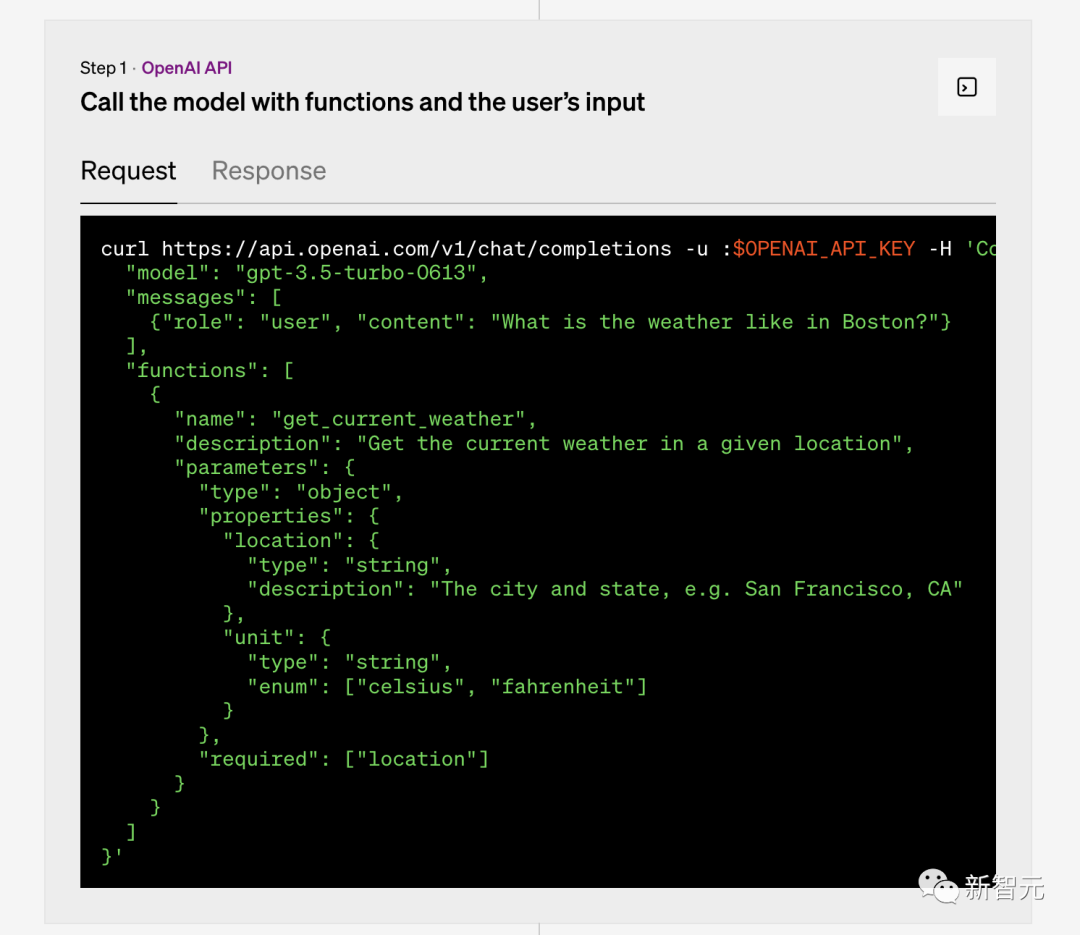 Step 1 · OpenAI API
Call the model with functions and the user’s input
Request Response
curl https://api.openai.com/v1/chat/completions -u :$OPENAI_API_KEY -H 'Co
  "model": "gpt-3.5-turbo-0613",
  "messages": [
    {"role": "user", "content": "What is the weather like in Boston?"}
  ],
  "functions": [
    {
      "name": "get_current_weather",
      "description": "Get the current weather in a given location",
      "parameters": {
        "type": "object",
        "properties": {
          "location": {
            "type": "string",
            "description": "The city and state, e.g. San Francisco, CA"
          },
          "unit": {
            "type": "string",
            "enum": ["celsius", "fahrenheit"]
          }
        },
        "required": ["location"]
      }
    }
  ]
}'
新智元